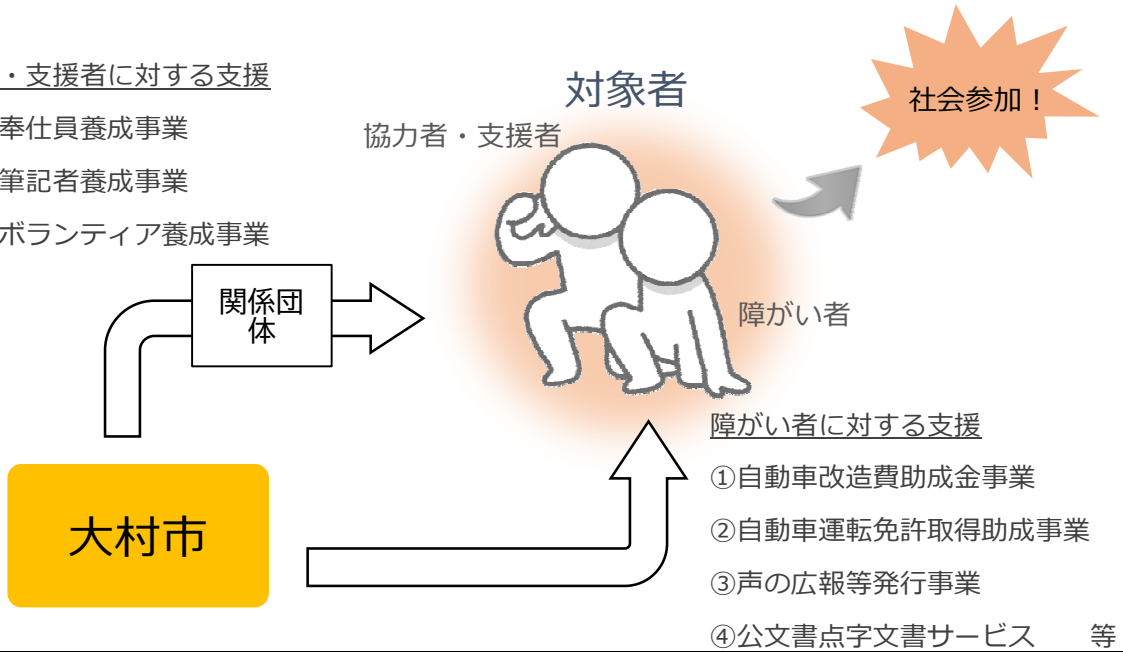 ・支援者に対する支援
奉仕員養成事業
筆記者養成事業
ボランティア養成事業
対象者
協力者・支援者
社会参加！
関係団
体
障がい者
大村市
障がい者に対する支援
①自動車改造費助成金事業
②自動車運転免許取得助成事業
③声の広報等発行事業
④公文書点字文書サービス　　等